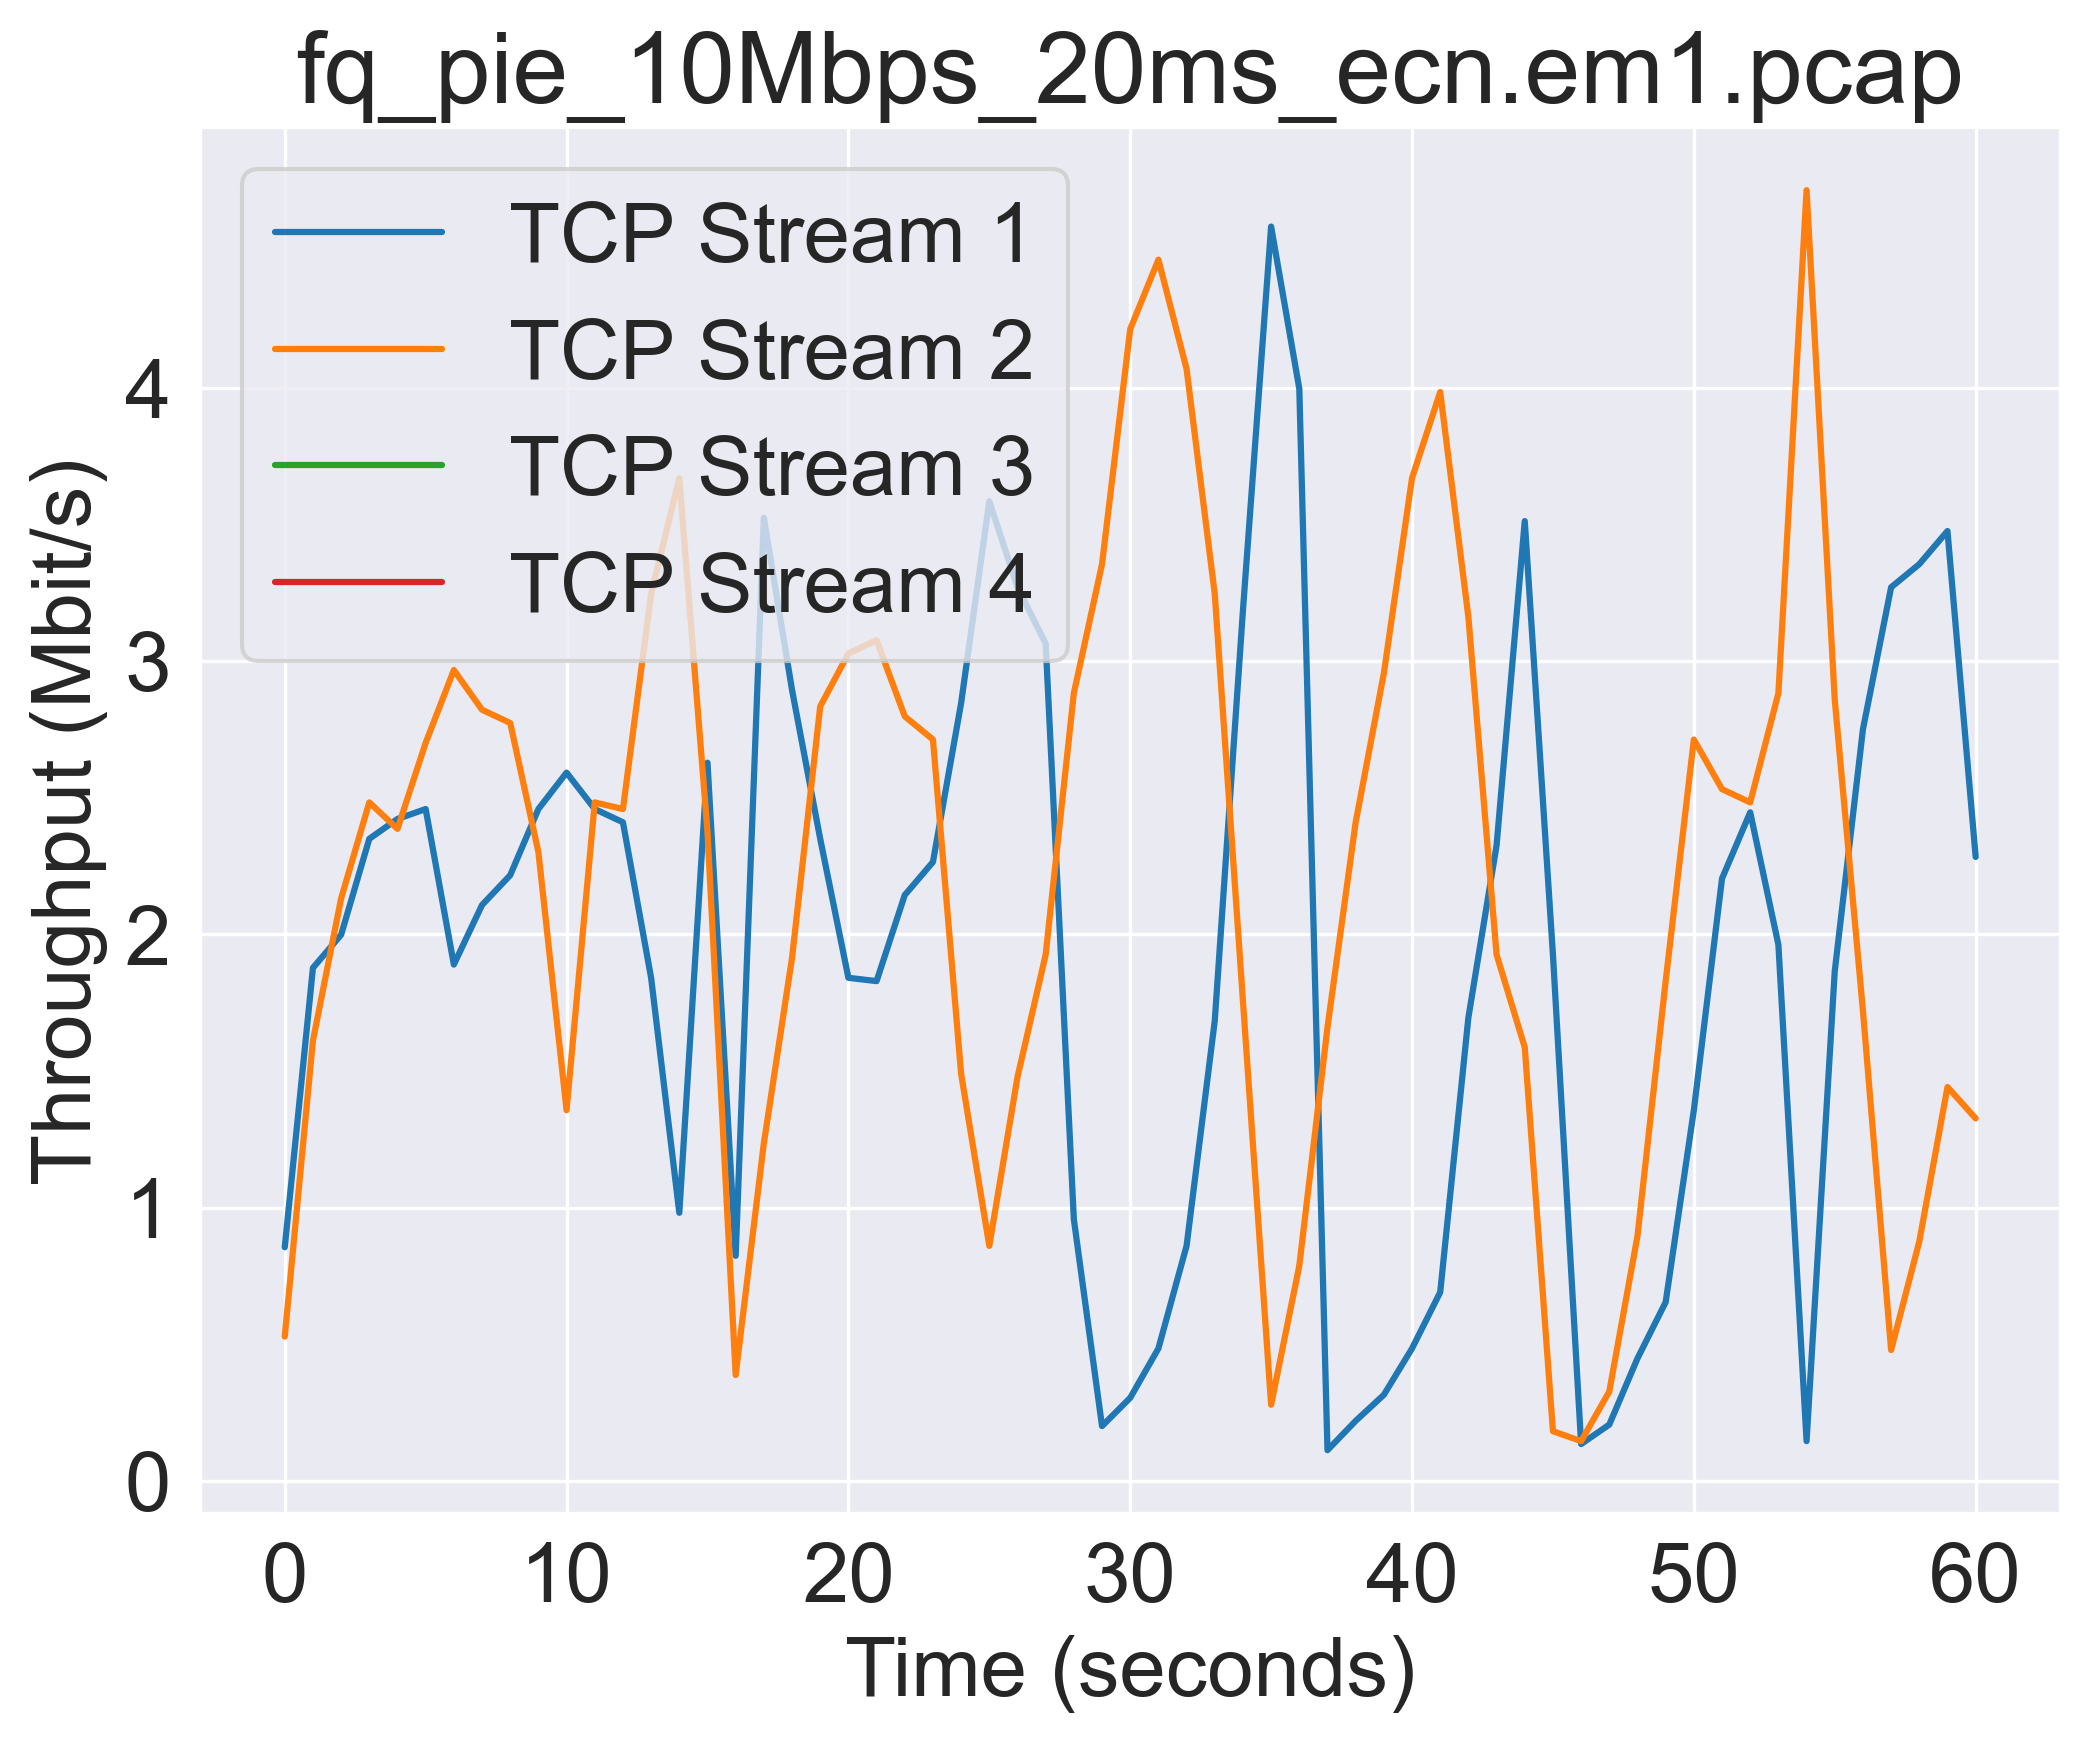 fq_pie_10Mbps_20ms_ecn.em1.pcap
TCP Stream 1
TCP Stream 2
TCP Stream 3
TCP Stream 4
Throughput (Mbit/s)
4
3
2
1
0
0 10 20 30 40 50 60
Time (seconds)